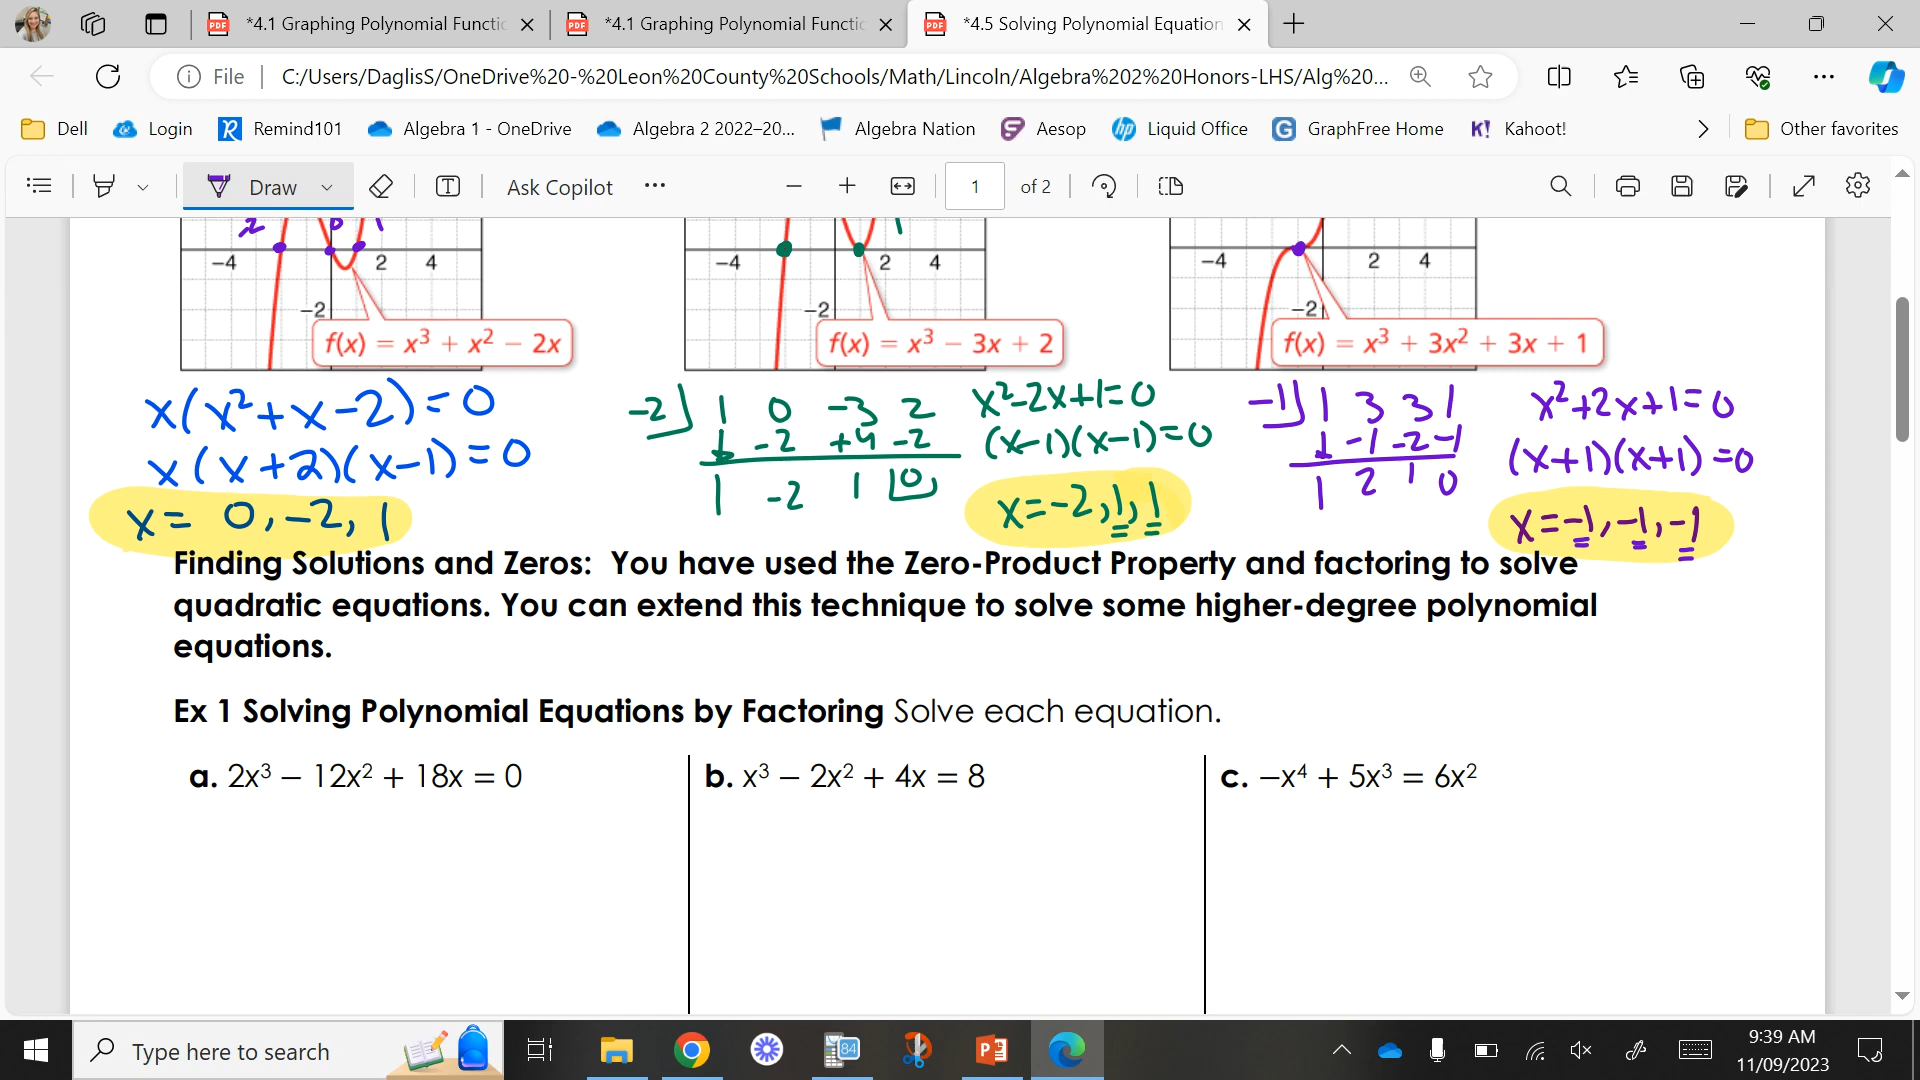 *4.1 Graphing Polynomial Functio
*4.1 Graphing Polynomial Functio
*4.5 Solving Polynomial Equation
File C:/Users/DaglisS/OneDrive%20-%20Leon%20County%20Schools/Math/Lincoln/Algebra%202%20Honors-LHS/Alg%20...
Dell Login Remind101 Algebra 1 - OneDrive Algebra 2 2022–20... Algebra Nation Aesop Liquid Office GraphFree Home Kahoot! Other favorites
Draw Ask Copilot 1 of 2
-2 0 1
−4 2 4
−2
f(x) = x³ + x² − 2x
1
−4 2 4
−2
f(x) = x³ − 3x + 2
−4 2 4
−2
f(x) = x³ + 3x² + 3x + 1
x(x²+x-2)=0
x(x+2)(x-1)=0
x= 0,-2, 1
-2 1 0 -3 2
↓ -2 +4 -2
1 -2 1 0
x²-2x+1=0
(x-1)(x-1)=0
x=-2,1,1
-1 1 3 3 1
↓ -1 -2 -1
1 2 1 0
x²+2x+1=0
(x+1)(x+1)=0
x=-1,-1,-1
Finding Solutions and Zeros: You have used the Zero-Product Property and factoring to solve
quadratic equations. You can extend this technique to solve some higher-degree polynomial
equations.
Ex 1 Solving Polynomial Equations by Factoring Solve each equation.
a. 2x³ – 12x² + 18x = 0
b. x³ – 2x² + 4x = 8
c. –x⁴ + 5x³ = 6x²
Type here to search
84
9:39 AM
11/09/2023